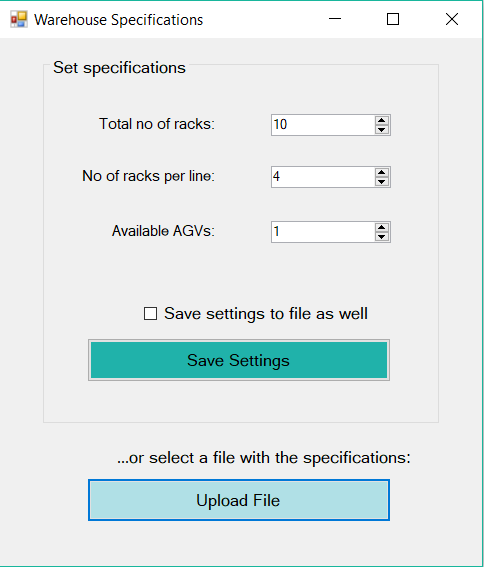 Warehouse Specifications
Set specifications
Total no of racks: 10
No of racks per line: 4
Available AGVs: 1
Save settings to file as well
Save Settings
...or select a file with the specifications:
Upload File